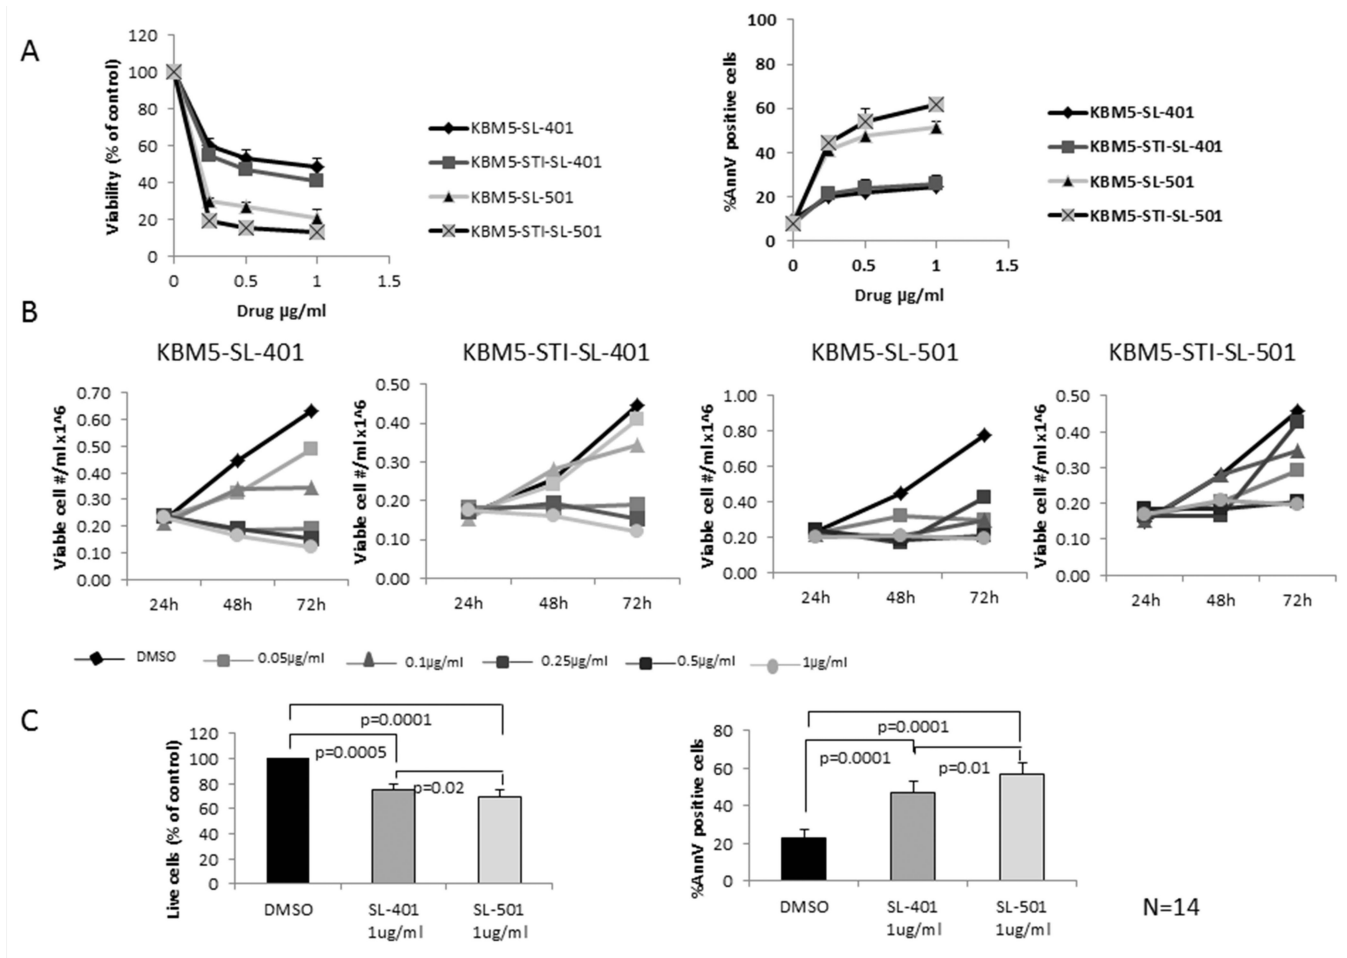 A
Viability (% of control)
120
100
80
60
40
20
0
0
0.5
1
1.5
Drug µg/ml
KBM5-SL-401
KBM5-STI-SL-401
KBM5-SL-501
KBM5-STI-SL-501
%AnnV positive cells
100
80
60
40
20
0
0
0.5
1
1.5
Drug µg/ml
KBM5-SL-401
KBM5-STI-SL-401
KBM5-SL-501
KBM5-STI-SL-501
B
KBM5-SL-401
Viable cell #/ml x1^6
0.70
0.60
0.50
0.40
0.30
0.20
0.10
0.00
24h
48h
72h
KBM5-STI-SL-401
Viable cell #/ml x1^6
0.50
0.40
0.30
0.20
0.10
0.00
24h
48h
72h
KBM5-SL-501
Viable cell #/ml x1^6
1.00
0.80
0.60
0.40
0.20
0.00
24h
48h
72h
KBM5-STI-SL-501
Viable cell #/ml x1^6
0.50
0.40
0.30
0.20
0.10
0.00
24h
48h
72h
DMSO
0.05µg/ml
0.1µg/ml
0.25µg/ml
0.5µg/ml
1µg/ml
C
Live cells (% of control)
120
100
80
60
40
20
0
p=0.0001
p=0.0005
p=0.02
DMSO
SL-401
1ug/ml
SL-501
1ug/ml
%AnnV positive cells
80
60
40
20
0
p=0.0001
p=0.0001
p=0.01
DMSO
SL-401
1ug/ml
SL-501
1ug/ml
N=14